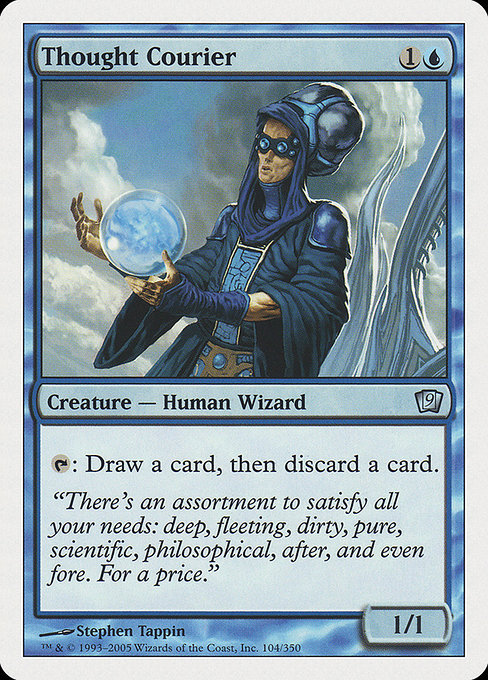 Thought Courier 1
Creature — Human Wizard 9
: Draw a card, then discard a card.
“There’s an assortment to satisfy all
your needs: deep, fleeting, dirty, pure,
scientific, philosophical, after, and even
fore. For a price.”
1/1
Stephen Tappin
™ & © 1993–2005 Wizards of the Coast, Inc. 104/350